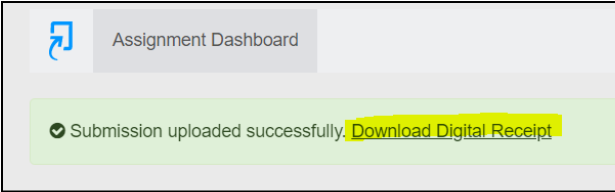 Assignment Dashboard
Submission uploaded successfully. Download Digital Receipt